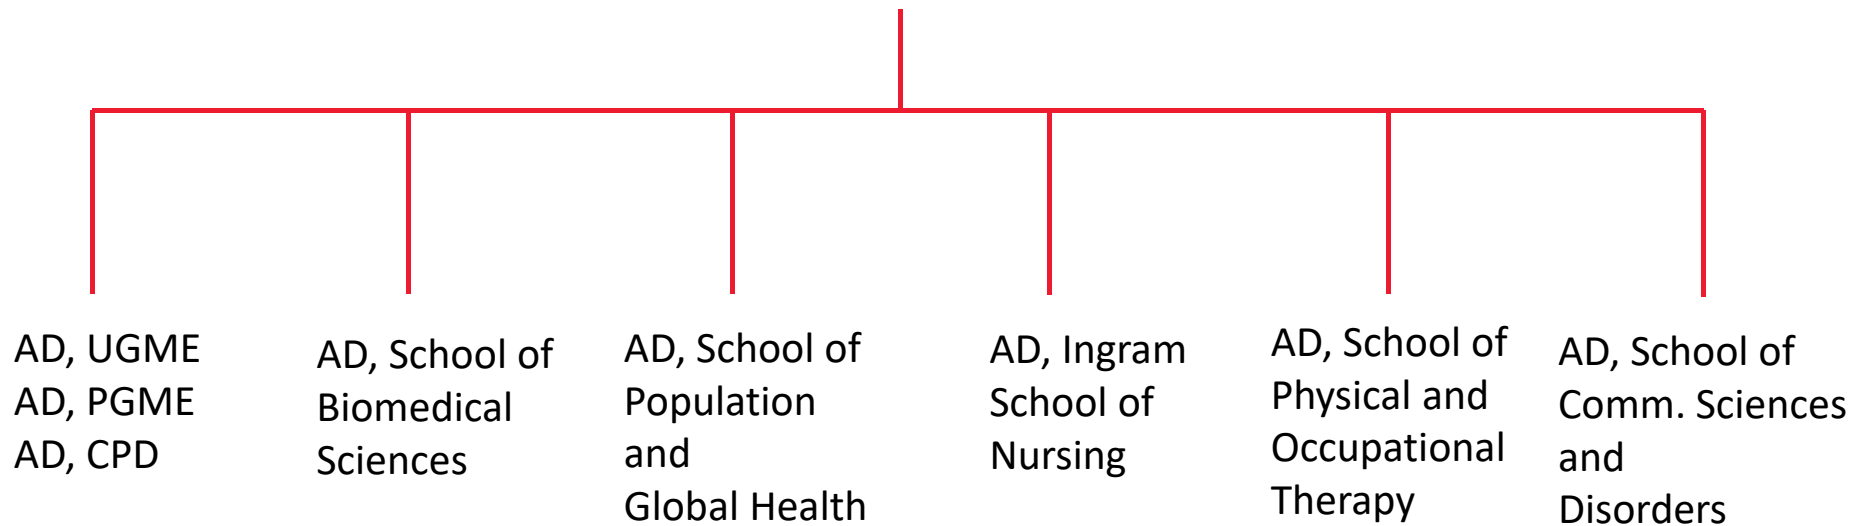 AD, UGME
AD, PGME
AD, CPD
AD, School of
Biomedical
Sciences
AD, School of
Population
and
Global Health
AD, Ingram
School of
Nursing
AD, School of
Physical and
Occupational
Therapy
AD, School of
Comm. Sciences
and
Disorders